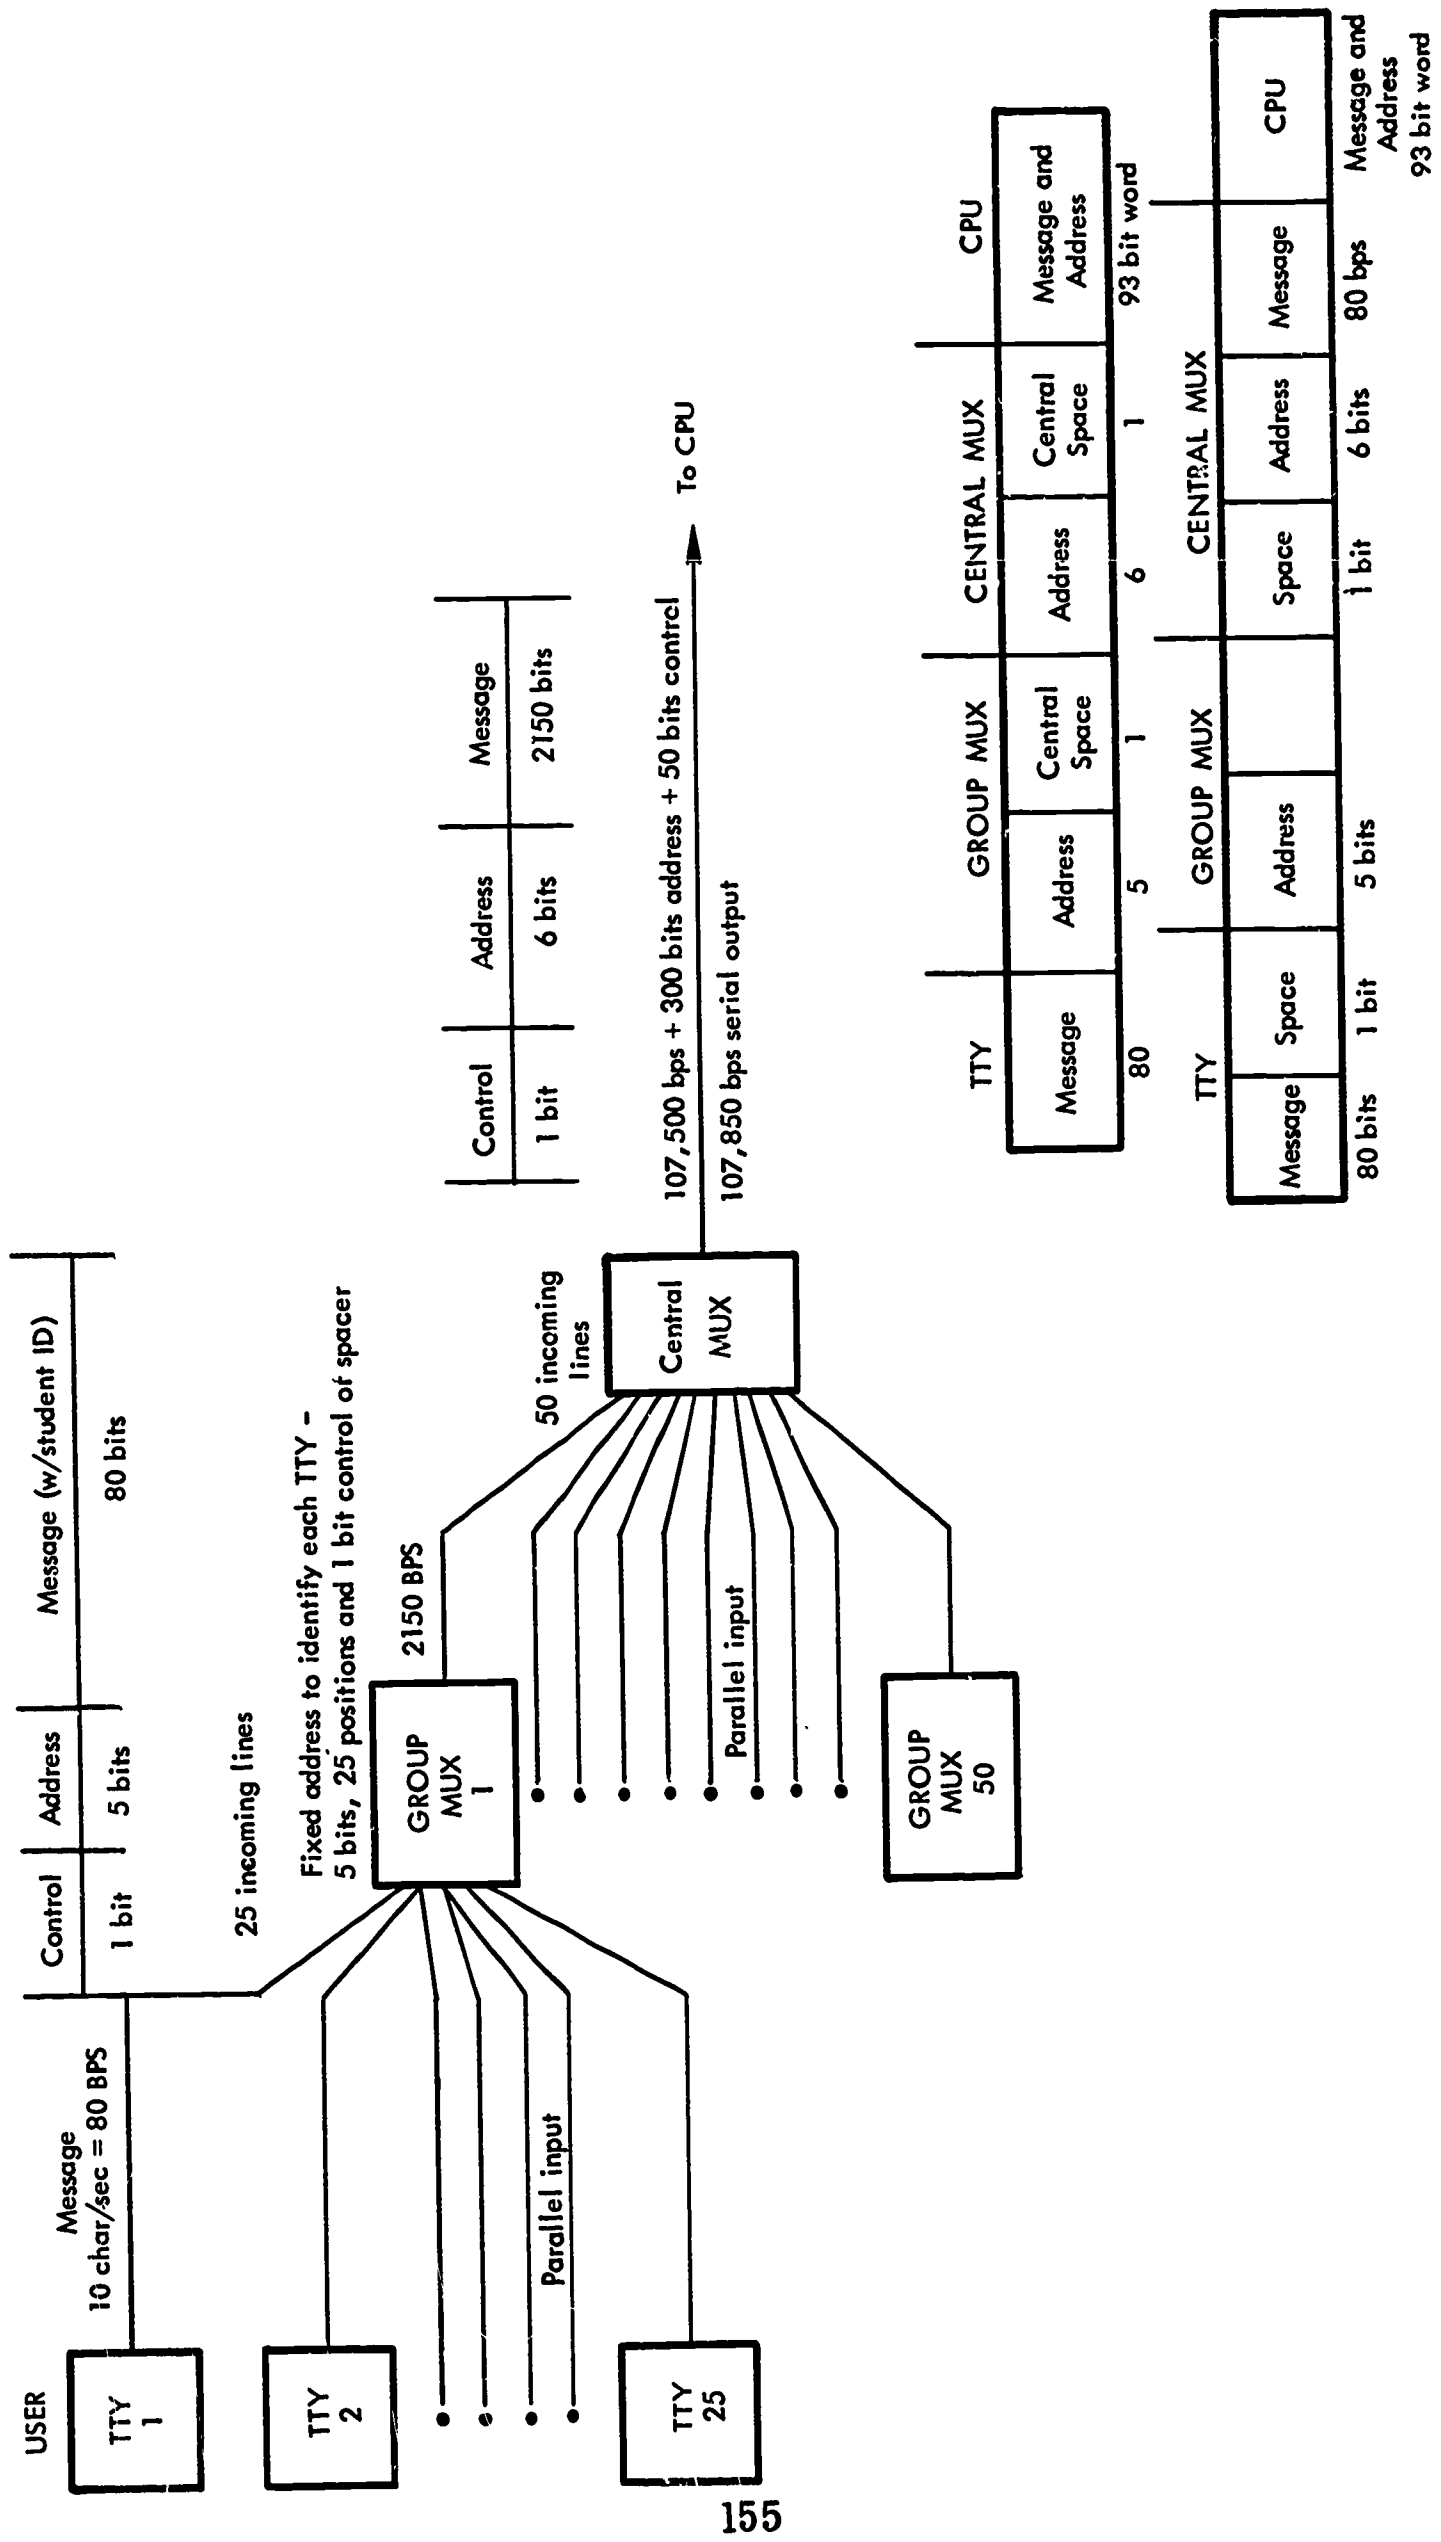 USER
TTY
1
TTY
2
TTY
25
Message
10 char/sec = 80 BPS
Parallel input
Control
Address
Message (w/student ID)
1 bit
5 bits
80 bits
25 incoming lines
Fixed address to identify each TTY -
5 bits, 25 positions and 1 bit control of spacer
GROUP
MUX
1
2150 BPS
Parallel input
GROUP
MUX
50
50 incoming
lines
Central
MUX
Control
Address
Message
1 bit
6 bits
2150 bits
107,500 bps + 300 bits address + 50 bits control
107,850 bps serial output
To CPU
TTY
GROUP MUX
CENTRAL MUX
CPU
Message
Address
Central
Space
Address
Central
Space
Message and
Address
80
5
1
6
1
93 bit word
TTY
GROUP MUX
CENTRAL MUX
Message
Space
Address
Space
Address
Message
CPU
80 bits
1 bit
5 bits
1 bit
6 bits
80 bps
Message and
Address
93 bit word
155